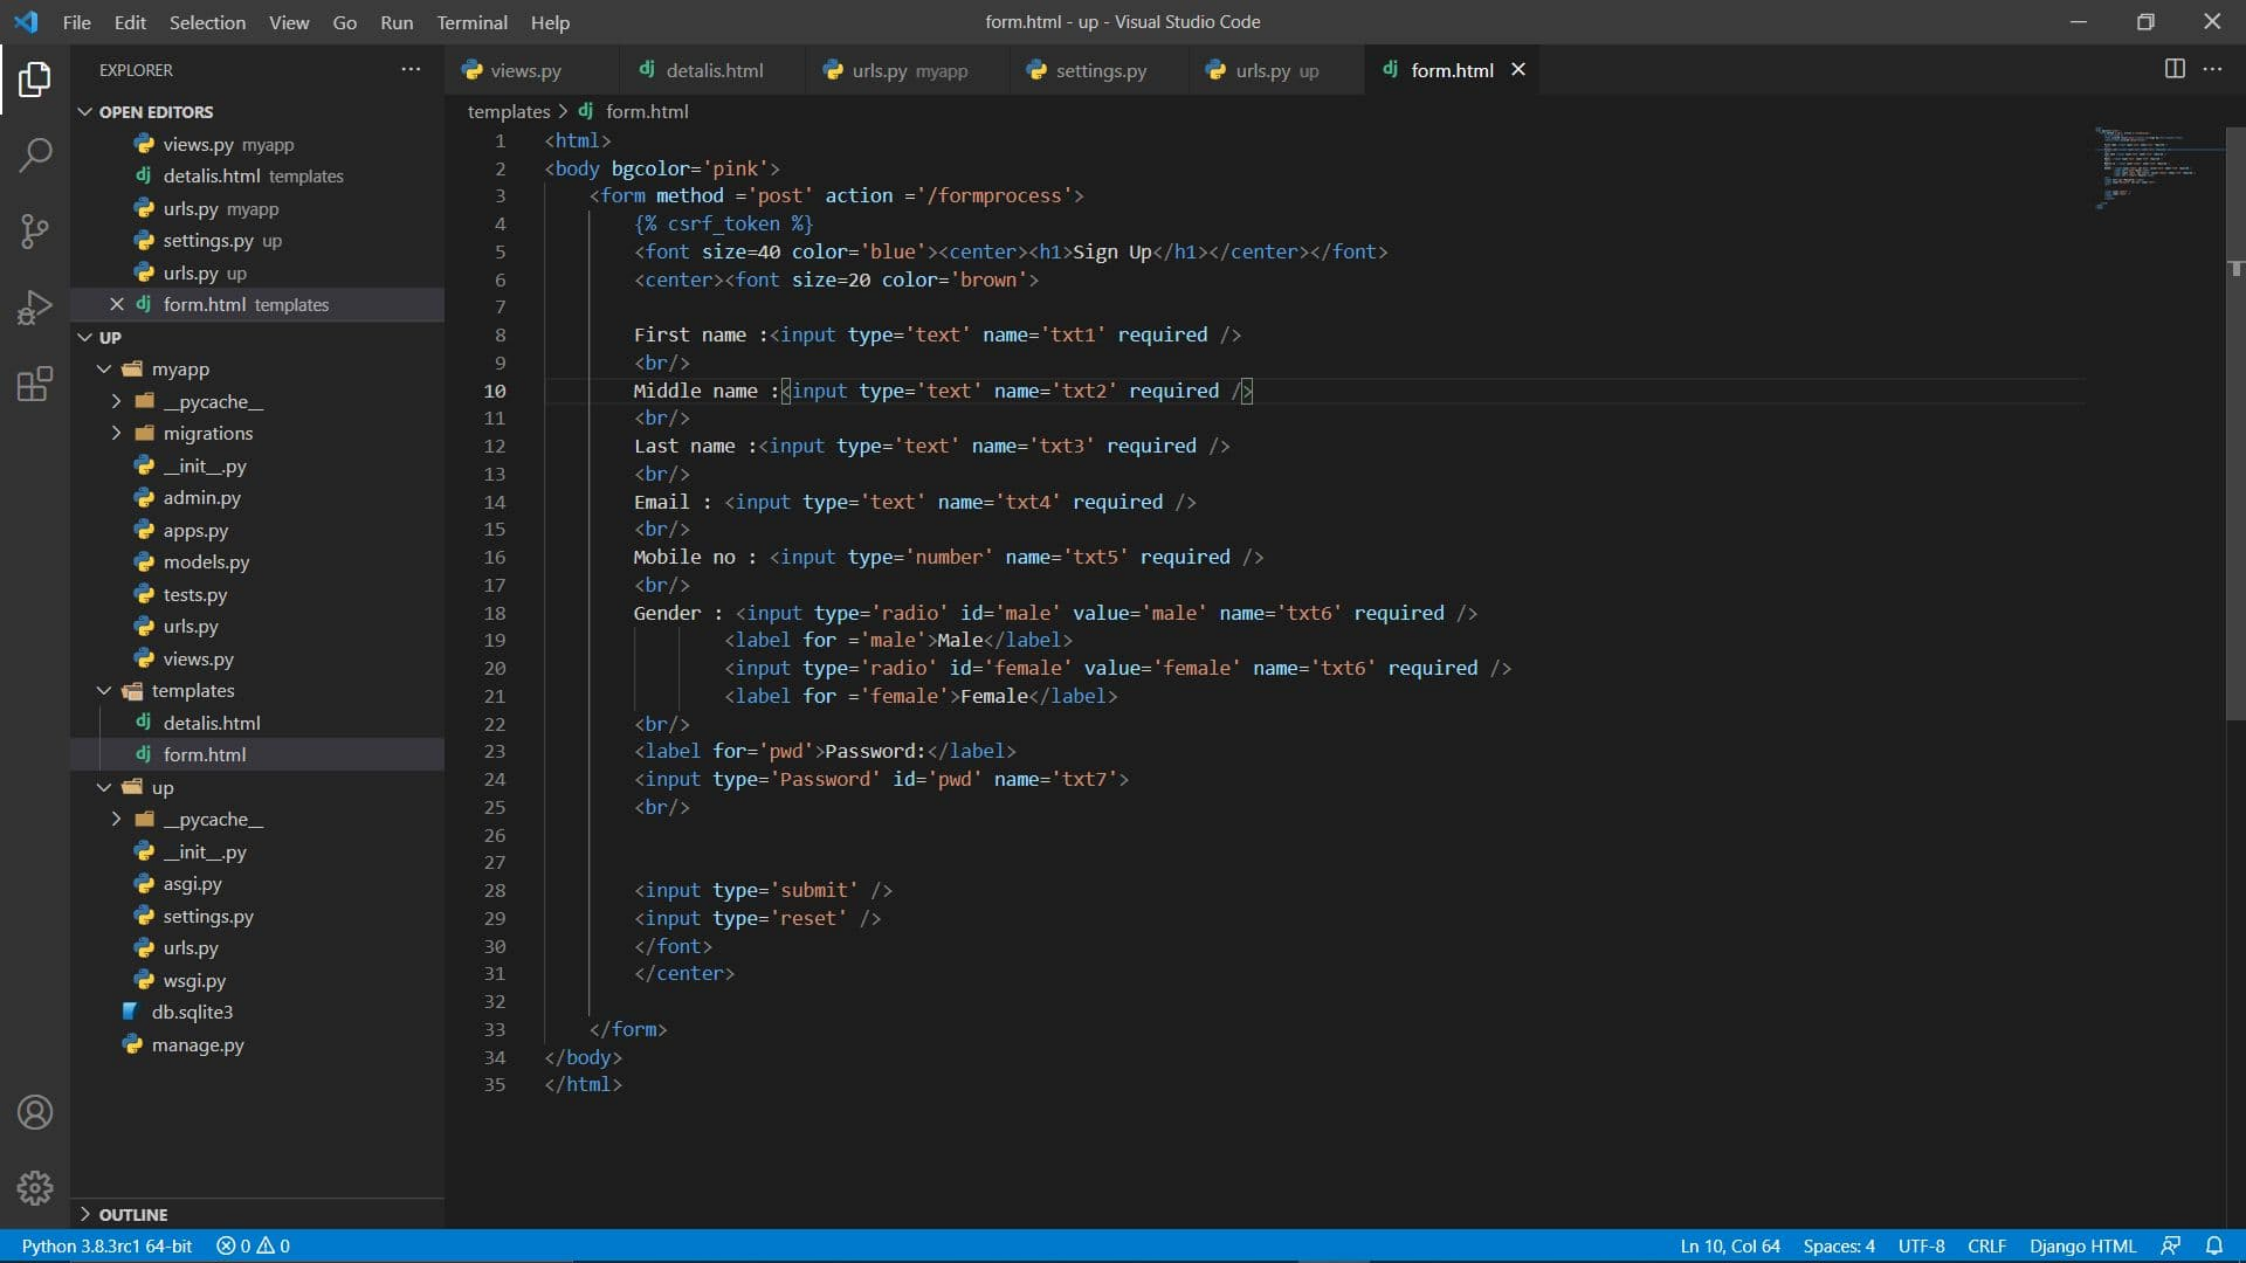 File Edit Selection View Go Run Terminal Help form.html - up - Visual Studio Code
EXPLORER
views.py detalis.html urls.py myapp settings.py urls.py up form.html
OPEN EDITORS
views.py myapp
detalis.html templates
urls.py myapp
settings.py up
urls.py up
form.html templates
UP
myapp
__pycache__
migrations
__init__.py
admin.py
apps.py
models.py
tests.py
urls.py
views.py
templates
detalis.html
form.html
up
__pycache__
__init__.py
asgi.py
settings.py
urls.py
wsgi.py
db.sqlite3
manage.py
OUTLINE
templates > form.html
1 <html>
2 <body bgcolor='pink'>
3 <form method ='post' action ='/formprocess'>
4 {% csrf_token %}
5 <font size=40 color='blue'><center><h1>Sign Up</h1></center></font>
6 <center><font size=20 color='brown'>
7
8 First name :<input type='text' name='txt1' required />
9 <br/>
10 Middle name :<input type='text' name='txt2' required />
11 <br/>
12 Last name :<input type='text' name='txt3' required />
13 <br/>
14 Email : <input type='text' name='txt4' required />
15 <br/>
16 Mobile no : <input type='number' name='txt5' required />
17 <br/>
18 Gender : <input type='radio' id='male' value='male' name='txt6' required />
19 <label for ='male'>Male</label>
20 <input type='radio' id='female' value='female' name='txt6' required />
21 <label for ='female'>Female</label>
22 <br/>
23 <label for='pwd'>Password:</label>
24 <input type='Password' id='pwd' name='txt7'>
25 <br/>
26
27
28 <input type='submit' />
29 <input type='reset' />
30 </font>
31 </center>
32
33 </form>
34 </body>
35 </html>
Python 3.8.3rc1 64-bit 0 0 Ln 10, Col 64 Spaces: 4 UTF-8 CRLF Django HTML